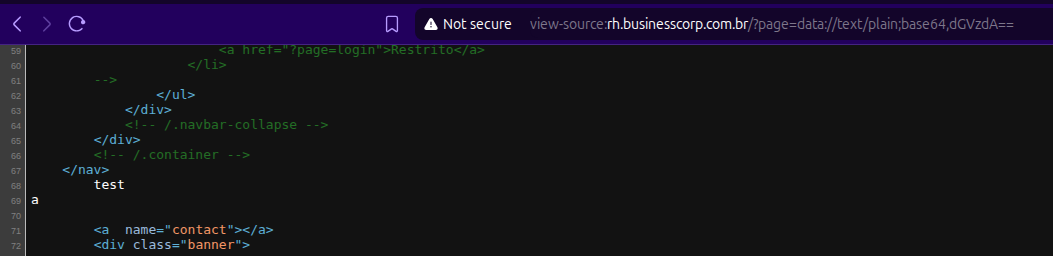 Not secure view-source:rh.businesscorp.com.br/?page=data://text/plain;base64,dGVzdA==
59 <a href="?page=login">Restrito</a>
60 </li>
61 -->
62 </ul>
63 </div>
64 <!-- /.navbar-collapse -->
65 </div>
66 <!-- /.container -->
67 </nav>
68 test
69 a
70
71 <a  name="contact"></a>
72 <div class="banner">